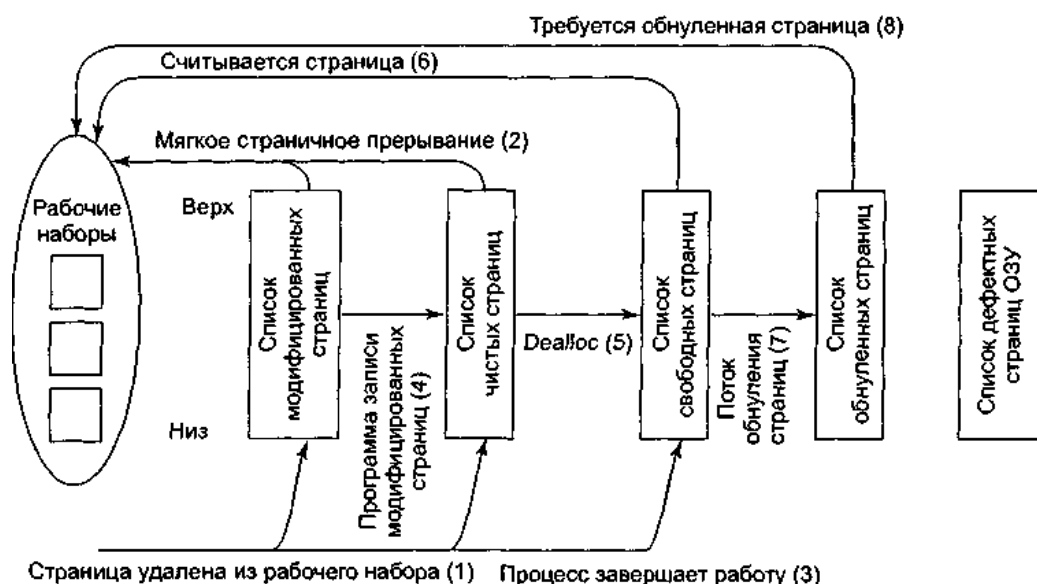 Требуется обнуленная страница (8)
Считывается страница (6)
Мягкое страничное прерывание (2)
Рабочие
наборы
Верх
Низ
Список
модифицированных
страниц
Программа записи
модифицированных
страниц (4)
Список
чистых страниц
Dealloc (5)
Список
свободных страниц
Поток
обнуления
страниц (7)
Список
обнуленных страниц
Список дефектных
страниц ОЗУ
Страница удалена из рабочего набора (1)
Процесс завершает работу (3)